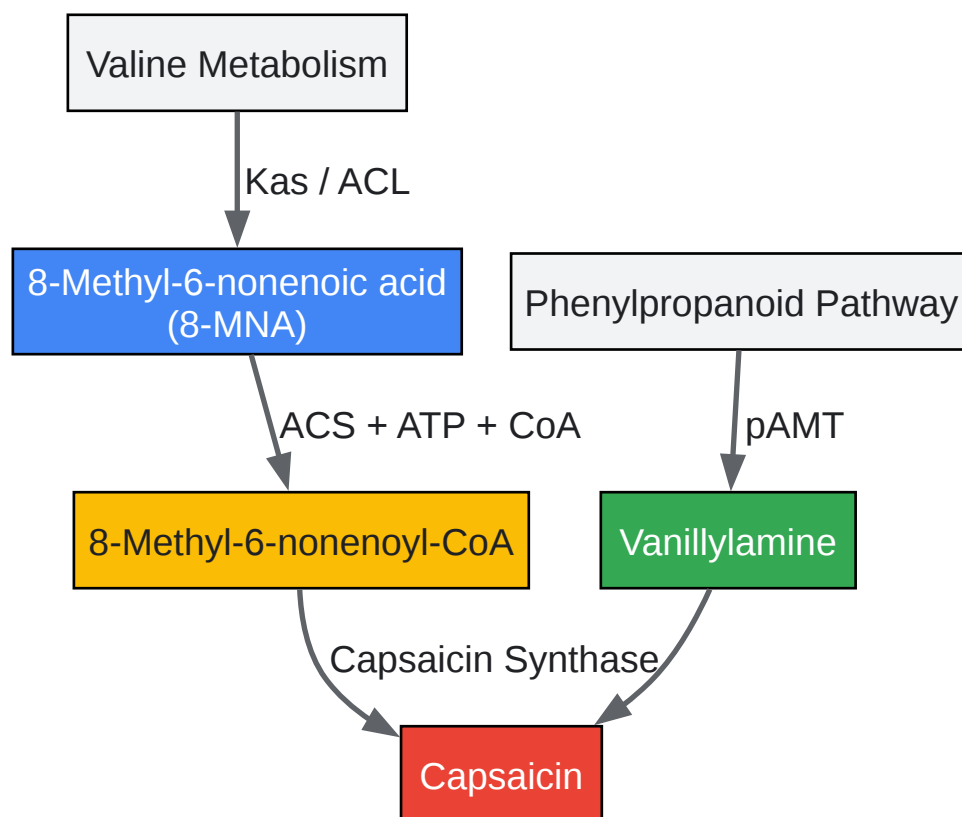 Valine Metabolism
Kas / ACL
8-Methyl-6-nonenoic acid
(8-MNA)
Phenylpropanoid Pathway
ACS + ATP + CoA
pAMT
8-Methyl-6-nonenoyl-CoA
Vanillylamine
Capsaicin Synthase
Capsaicin